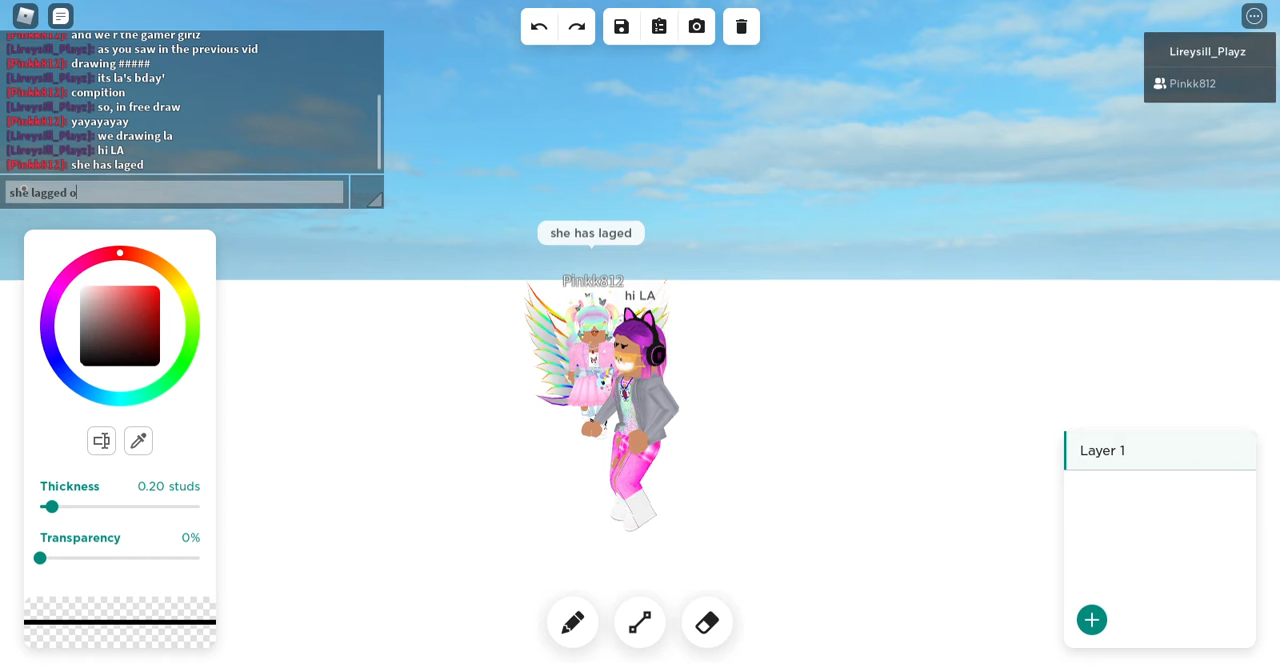 [Pinkk812]: and we r the gamer girlz
[Lireysill_Playz]: as you saw in the previous vid
[Pinkk812]: drawing #####
[Lireysill_Playz]: its la's bday'
[Pinkk812]: compition
[Lireysill_Playz]: so, in free draw
[Pinkk812]: yayayayay
[Lireysill_Playz]: we drawing la
[Lireysill_Playz]: hi LA
[Pinkk812]: she has laged
she lagged o
Lireysill_Playz
Pinkk812
she has laged
Pinkk812
hi LA
Thickness 0.20 studs
Transparency 0%
Layer 1